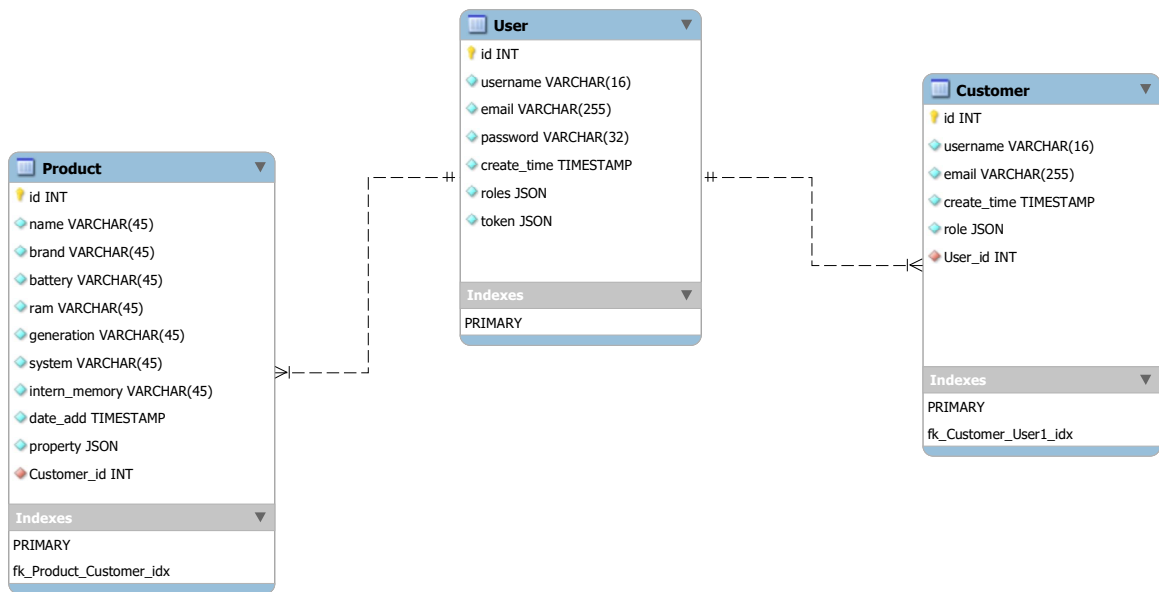 User
id INT
username VARCHAR(16)
email VARCHAR(255)
password VARCHAR(32)
create_time TIMESTAMP
roles JSON
token JSON
Indexes
PRIMARY
Customer
id INT
username VARCHAR(16)
email VARCHAR(255)
create_time TIMESTAMP
role JSON
User_id INT
Indexes
PRIMARY
fk_Customer_User1_idx
Product
id INT
name VARCHAR(45)
brand VARCHAR(45)
battery VARCHAR(45)
ram VARCHAR(45)
generation VARCHAR(45)
system VARCHAR(45)
intern_memory VARCHAR(45)
date_add TIMESTAMP
property JSON
Customer_id INT
Indexes
PRIMARY
fk_Product_Customer_idx